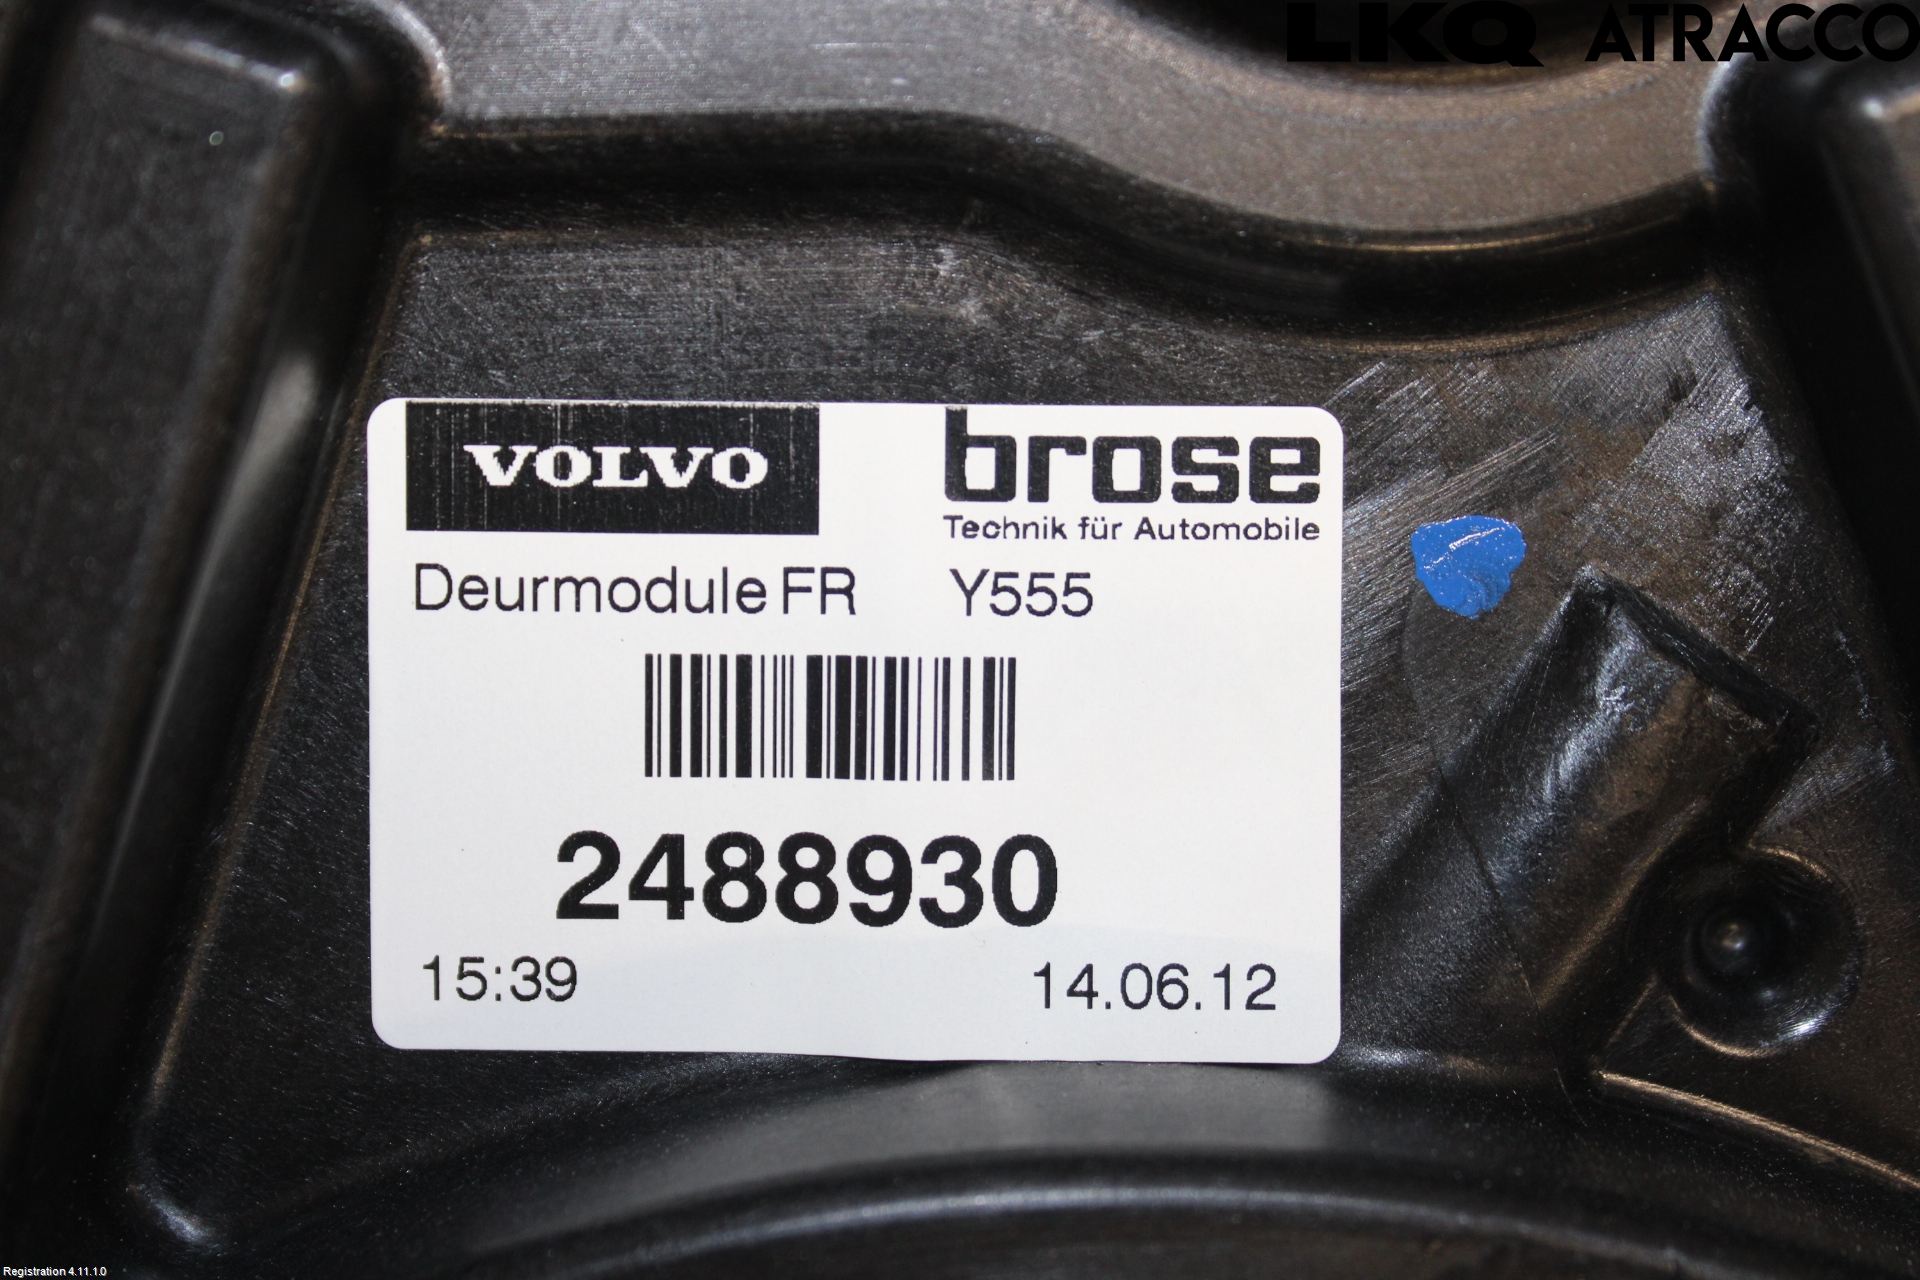 LKQ ATRACCO
VOLVO
brose
Technik für Automobile
Deurmodule FR Y555
2488930
15:39 14.06.12
Registration 4.11.1.0